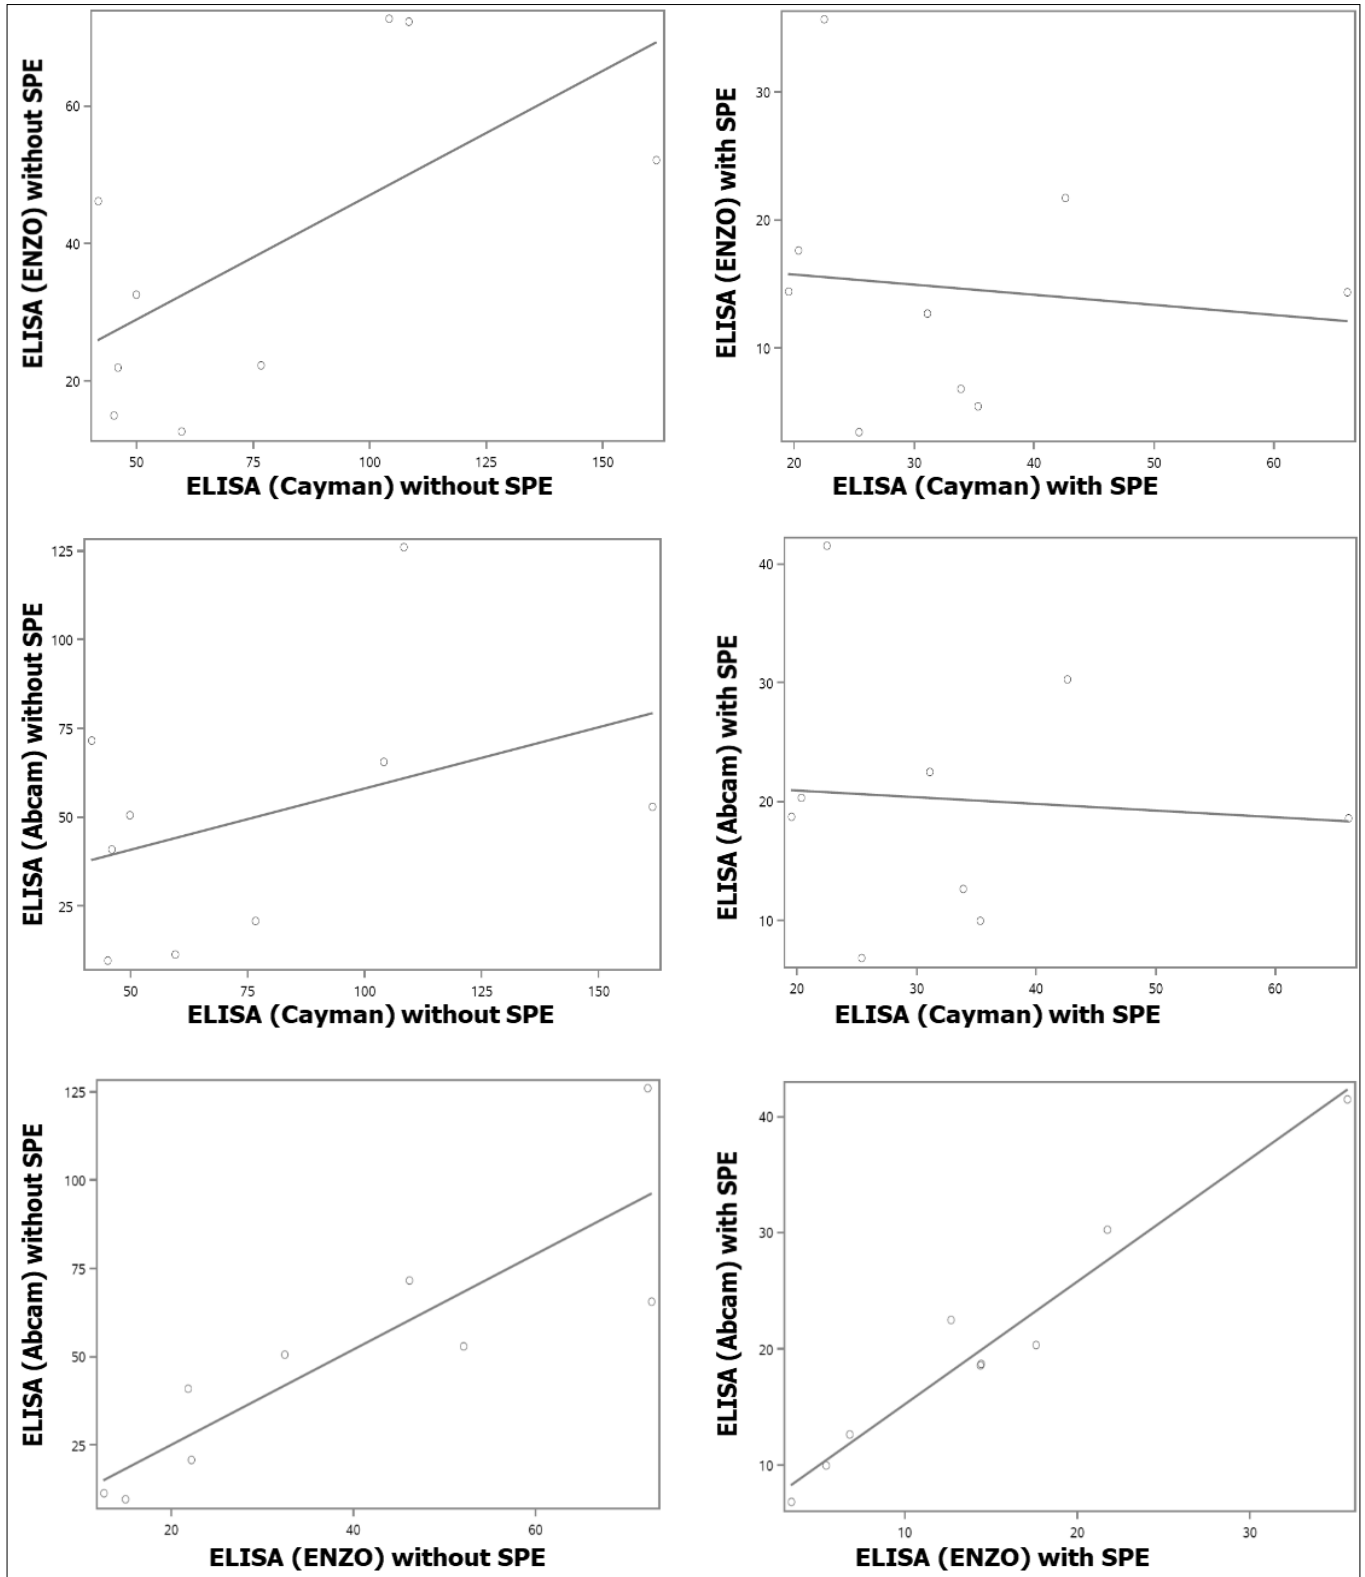 ELISA (ENZO) without SPE
60
40
20
50 75 100 125 150
ELISA (Cayman) without SPE
ELISA (ENZO) with SPE
30
20
10
20 30 40 50 60
ELISA (Cayman) with SPE
ELISA (Abcam) without SPE
125
100
75
50
25
50 75 100 125 150
ELISA (Cayman) without SPE
ELISA (Abcam) with SPE
40
30
20
10
20 30 40 50 60
ELISA (Cayman) with SPE
ELISA (Abcam) without SPE
125
100
75
50
25
20 40 60
ELISA (ENZO) without SPE
ELISA (Abcam) with SPE
40
30
20
10
10 20 30
ELISA (ENZO) with SPE